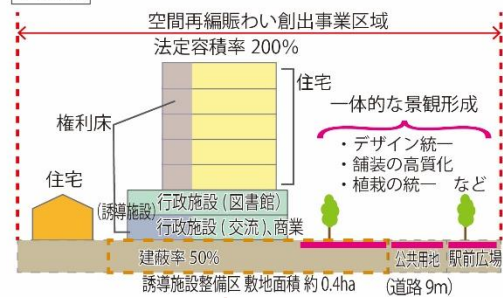 空間再編賑わい創出事業区域
法定容積率 200%
住宅
権利床
一体的な景観形成
・デザイン統一
・舗装の高質化
・植栽の統一 など
住宅
(誘導施設)
行政施設(図書館)
行政施設(交流)、商業
建蔽率 50%
公共用地
駅前広場
誘導施設整備区 敷地面積 約 0.4ha
(道路 9m)